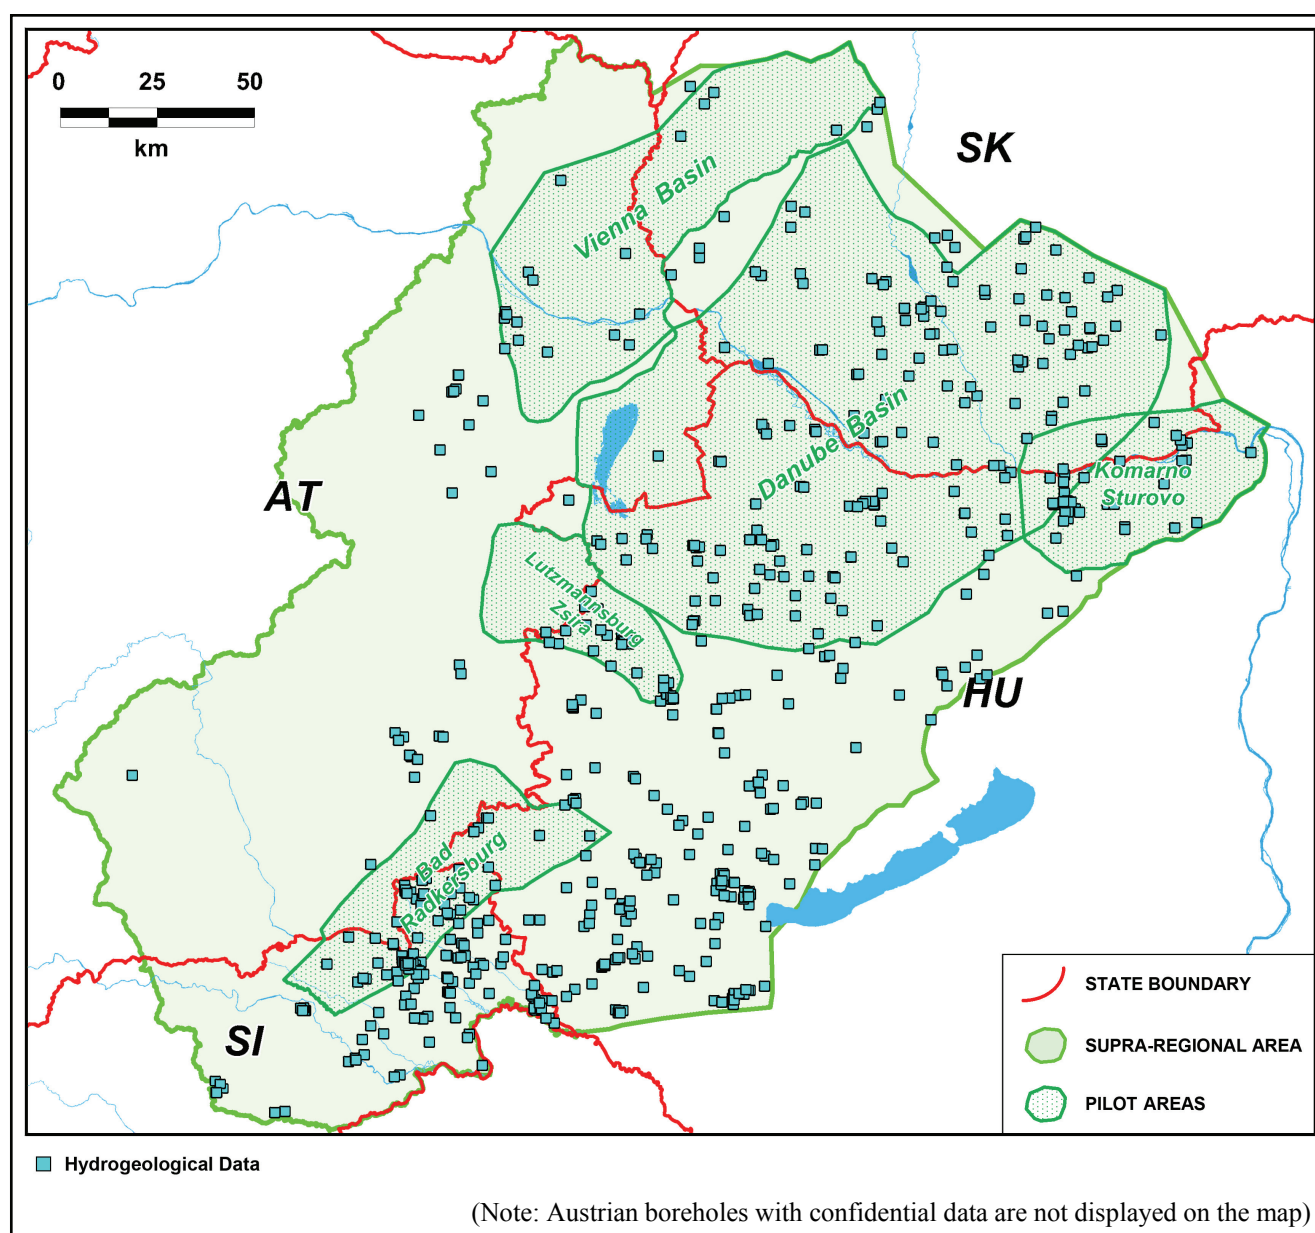 0 25 50
km
SK
Vienna Basin
Danube Basin
AT
Komarno
Sturovo
Lutzmannsburg
Zsira
HU
Bad
Radkersburg
SI
STATE BOUNDARY
SUPRA-REGIONAL AREA
PILOT AREAS
Hydrogeological Data
(Note: Austrian boreholes with confidential data are not displayed on the map)